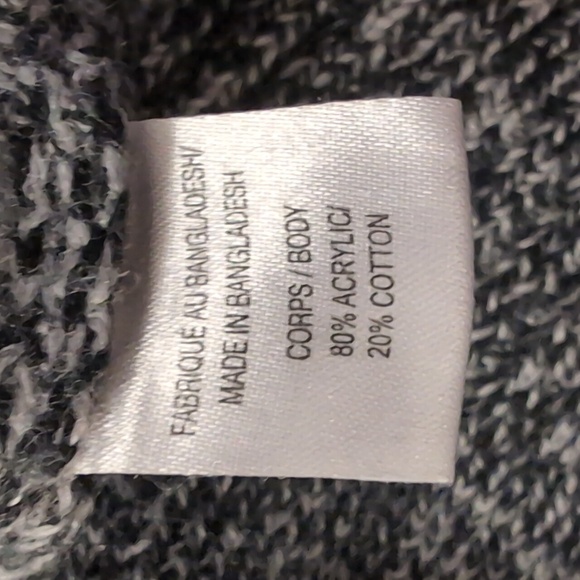 FABRIQUE AU BANGLADESH/
MADE IN BANGLADESH
CORPS / BODY
80% ACRYLIC/
20% COTTON